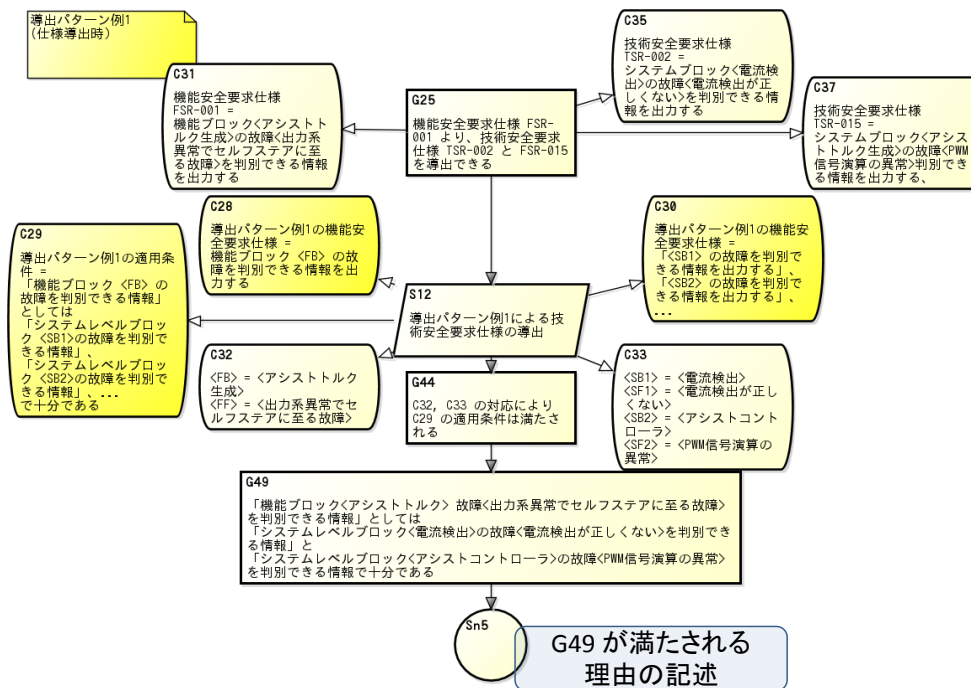 導出パターン例1
(仕様導出時)
C31
機能安全要求仕様
FSR-001 =
機能ブロック<アシストト
ルク生成>の故障<出力系
異常でセルフステアに至
る故障>を判別できる情報
を出力する
G25
機能安全要求仕様 FSR-
001 より、技術安全要求
仕様 TSR-002 と FSR-015
を導出できる
C35
技術安全要求仕様
TSR-002 =
システムブロック<電流検
出>の故障<電流検出が正
しくない>を判別できる情
報を出力する
C37
技術安全要求仕様
TSR-015 =
システムブロック<アシス
トトルク生成>の故障<PWM
信号演算の異常>判別でき
る情報を出力する、
C29
導出パターン例1の適用条
件 =
「機能ブロック <FB> の
故障を判別できる情報」
としては
「システムレベルブロッ
ク <SB1>の故障を判別で
きる情報」、
「システムレベルブロッ
ク <SB2>の故障を判別で
きる情報」、...
で十分である
C28
導出パターン例1の機能安
全要求仕様 =
機能ブロック <FB> の故
障を判別できる情報を出
力する
C30
導出パターン例1の機能安
全要求仕様 =
「<SB1> の故障を判別で
きる情報を出力する」、
「<SB2> の故障を判別で
きる情報を出力する」、
...
S12
導出パターン例1による技
術安全要求仕様の導出
C32
<FB> = <アシストトルク
生成>
<FF> = <出力系異常でセ
ルフステアに至る故障>
G44
C32, C33 の対応により
C29 の適用条件は満たさ
れる
C33
<SB1> = <電流検出>
<SF1> = <電流検出が正し
くない>
<SB2> = <アシストコント
ローラ>
<SF2> = <PWM信号演算の
異常>
G49
「機能ブロック<アシストトルク> 故障<出力系異常でセルフステアに至る故障>
を判別できる情報」としては
「システムレベルブロック<電流検出>の故障<電流検出が正しくない>を判別でき
る情報」と
「システムレベルブロック<アシストコントローラ>の故障<PWM信号演算の異常>
を判別できる情報で十分である
Sn5
G49 が満たされる
理由の記述